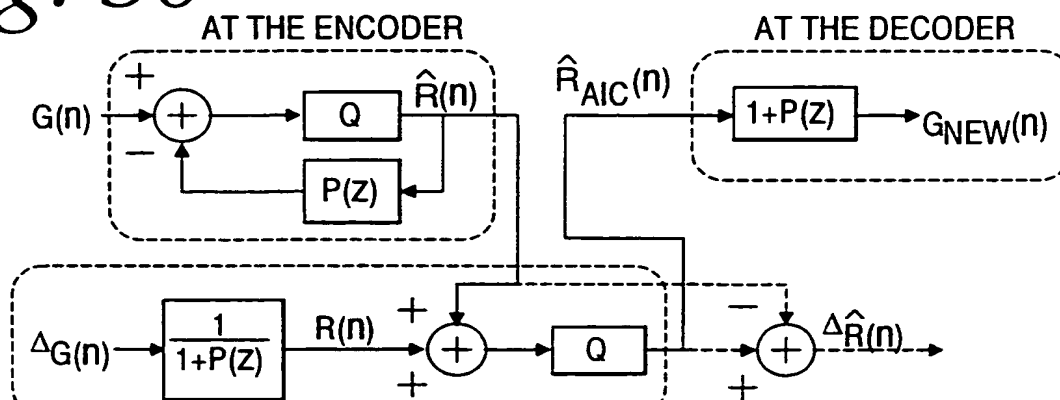 AT THE ENCODER
AT THE DECODER
G(n)
+
−
+
Q
R̂(n)
P(Z)
R̂AIC(n)
1+P(Z)
GNEW(n)
ΔG(n)
1
1+P(Z)
R(n)
+
+
+
Q
−
+
+
ΔR̂(n)